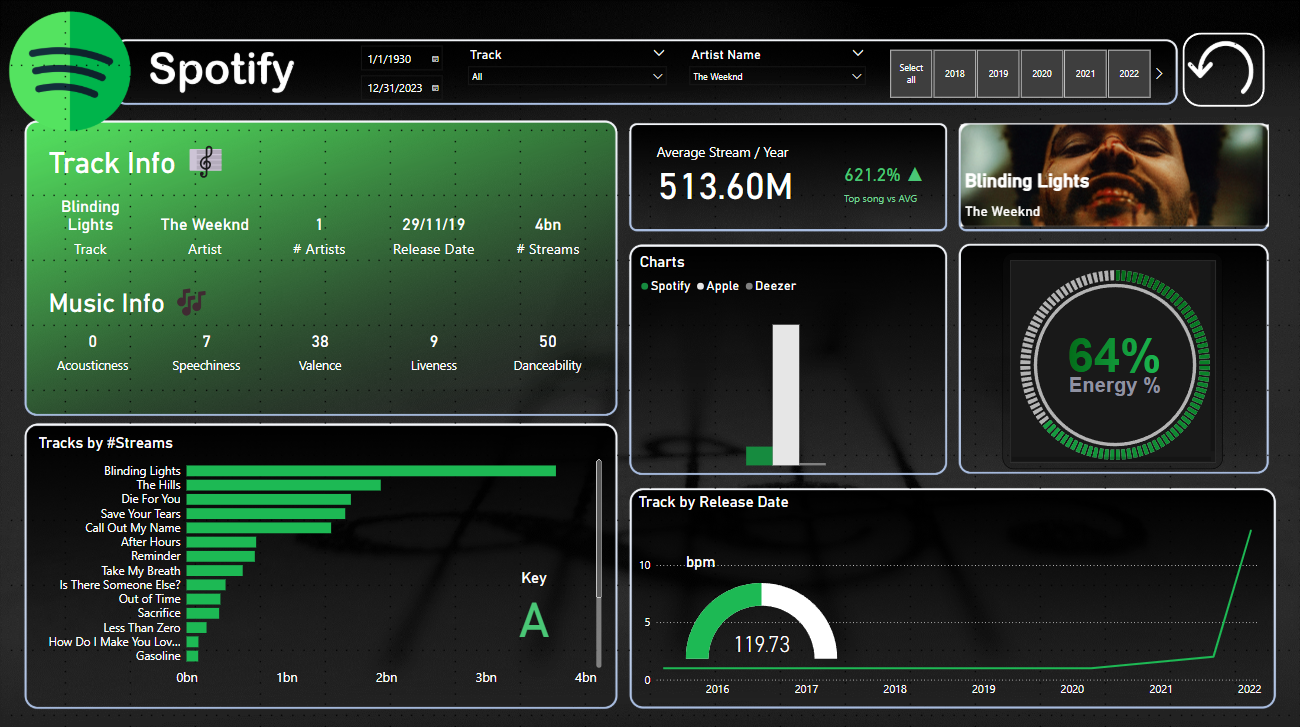 Spotify
1/1/1930
12/31/2023
Track
All
Artist Name
The Weeknd
Select all
2018
2019
2020
2021
2022
Track Info
Blinding Lights
Track
The Weeknd
Artist
1
# Artists
29/11/19
Release Date
4bn
# Streams
Music Info
0
Acousticness
7
Speechiness
38
Valence
9
Liveness
50
Danceability
Average Stream / Year
513.60M
621.2%
Top song vs AVG
Blinding Lights
The Weeknd
Charts
Spotify
Apple
Deezer
64%
Energy %
Tracks by #Streams
Blinding Lights
The Hills
Die For You
Save Your Tears
Call Out My Name
After Hours
Reminder
Take My Breath
Is There Someone Else?
Out of Time
Sacrifice
Less Than Zero
How Do I Make You Lov...
Gasoline
0bn
1bn
2bn
3bn
4bn
Key
A
Track by Release Date
10
5
0
bpm
119.73
2016
2017
2018
2019
2020
2021
2022